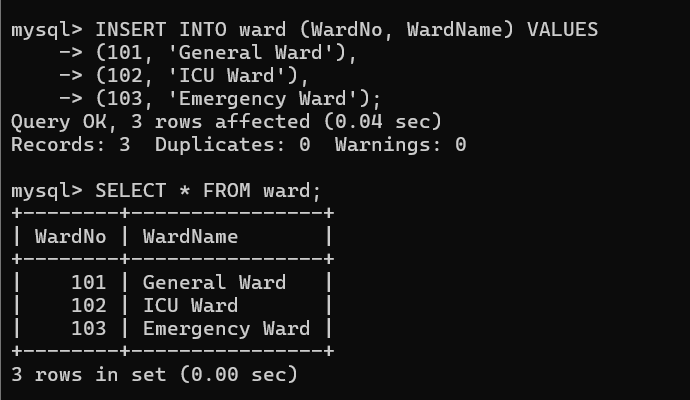 mysql> INSERT INTO ward (WardNo, WardName) VALUES
    -> (101, 'General Ward'),
    -> (102, 'ICU Ward'),
    -> (103, 'Emergency Ward');
Query OK, 3 rows affected (0.04 sec)
Records: 3  Duplicates: 0  Warnings: 0

mysql> SELECT * FROM ward;
+--------+----------------+
| WardNo | WardName       |
+--------+----------------+
|    101 | General Ward   |
|    102 | ICU Ward       |
|    103 | Emergency Ward |
+--------+----------------+
3 rows in set (0.00 sec)